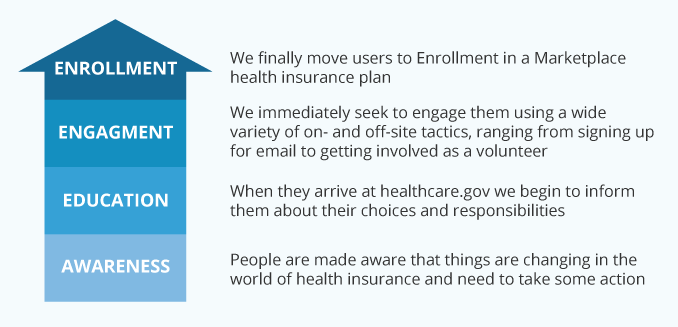 ENROLLMENT
We finally move users to Enrollment in a Marketplace
health insurance plan
ENGAGMENT
We immediately seek to engage them using a wide
variety of on- and off-site tactics, ranging from signing up
for email to getting involved as a volunteer
EDUCATION
When they arrive at healthcare.gov we begin to inform
them about their choices and responsibilities
AWARENESS
People are made aware that things are changing in the
world of health insurance and need to take some action